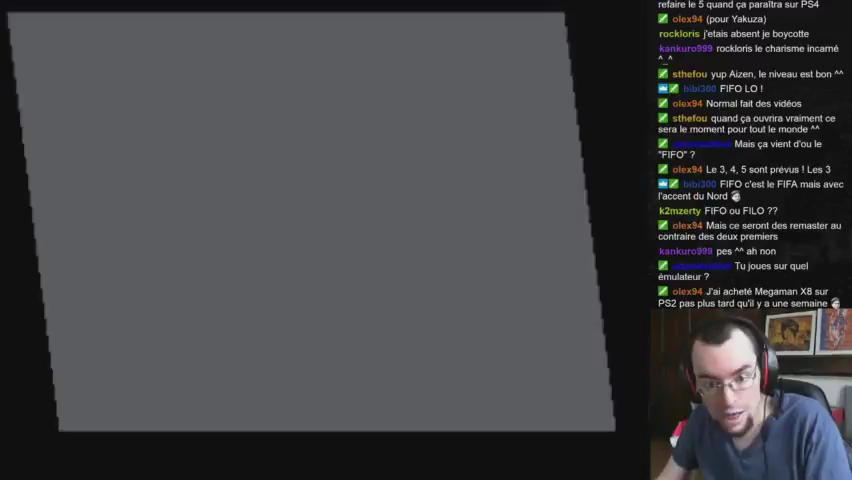 refaire le 5 quand ça paraîtra sur PS4
olex94 (pour Yakuza)
rockloris j'etais absent je boycotte
kankuro999 rockloris le charisme incarné
^_^
sthefou yup Aizen, le niveau est bon ^^
bibi300 FIFO LO !
olex94 Normal fait des vidéos
sthefou quand ça ouvrira vraiment ce
sera le moment pour tout le monde ^^
Mais ça vient d'ou le
"FIFO" ?
olex94 Le 3, 4, 5 sont prévus ! Les 3
bibi300 FIFO c'est le FIFA mais avec
l'accent du Nord
k2mzerty FIFO ou FILO ??
olex94 Mais ce seront des remaster au
contraire des deux premiers
kankuro999 pes ^^ ah non
Tu joues sur quel
émulateur ?
olex94 J'ai acheté Megaman X8 sur
PS2 pas plus tard qu'il y a une semaine